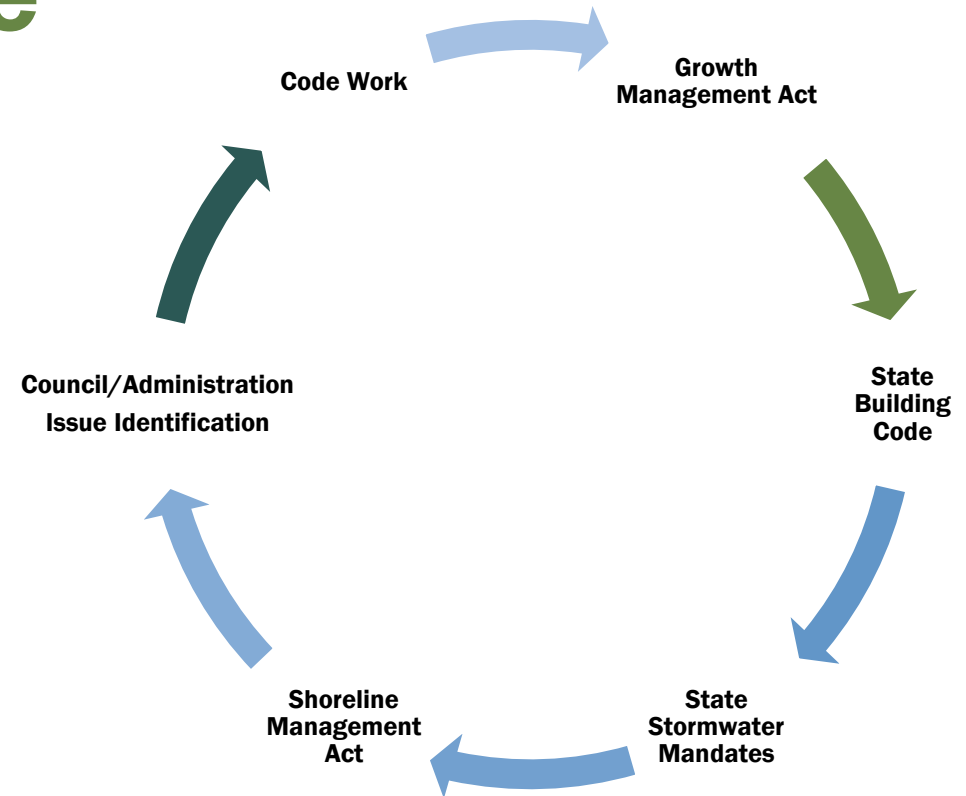 Code Work
Growth
Management Act
State
Building
Code
State
Stormwater
Mandates
Shoreline
Management
Act
Council/Administration
Issue Identification